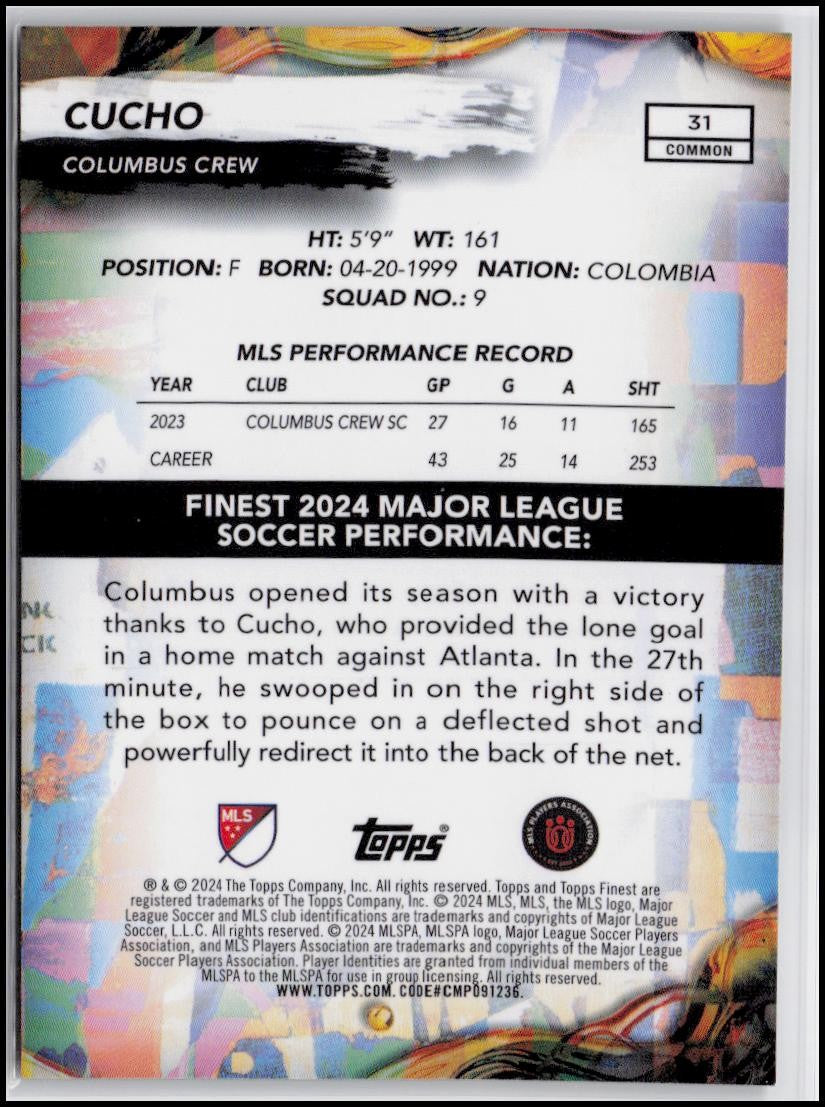 CUCHO
COLUMBUS CREW
31
COMMON
HT: 5'9" WT: 161
POSITION: F BORN: 04-20-1999 NATION: COLOMBIA
SQUAD NO.: 9
MLS PERFORMANCE RECORD
YEAR CLUB GP G A SHT
2023 COLUMBUS CREW SC 27 16 11 165
CAREER 43 25 14 253
FINEST 2024 MAJOR LEAGUE
SOCCER PERFORMANCE:
Columbus opened its season with a victory
thanks to Cucho, who provided the lone goal
in a home match against Atlanta. In the 27th
minute, he swooped in on the right side of
the box to pounce on a deflected shot and
powerfully redirect it into the back of the net.
MLS
Topps®
MLS PLAYERS ASSOCIATION
® & © 2024 The Topps Company, Inc. All rights reserved. Topps and Topps Finest are
registered trademarks of The Topps Company, Inc. © 2024 MLS, MLS, the MLS logo, Major
League Soccer and MLS club identifications are trademarks and copyrights of Major League
Soccer, L.L.C. All rights reserved. © 2024 MLSPA, MLSPA logo, Major League Soccer Players
Association, and MLS Players Association are trademarks and copyrights of the Major League
Soccer Players Association. Player Identities are granted from individual members of the
MLSPA to the MLSPA for use in group licensing. All rights reserved.
WWW.TOPPS.COM. CODE#CMP091236.